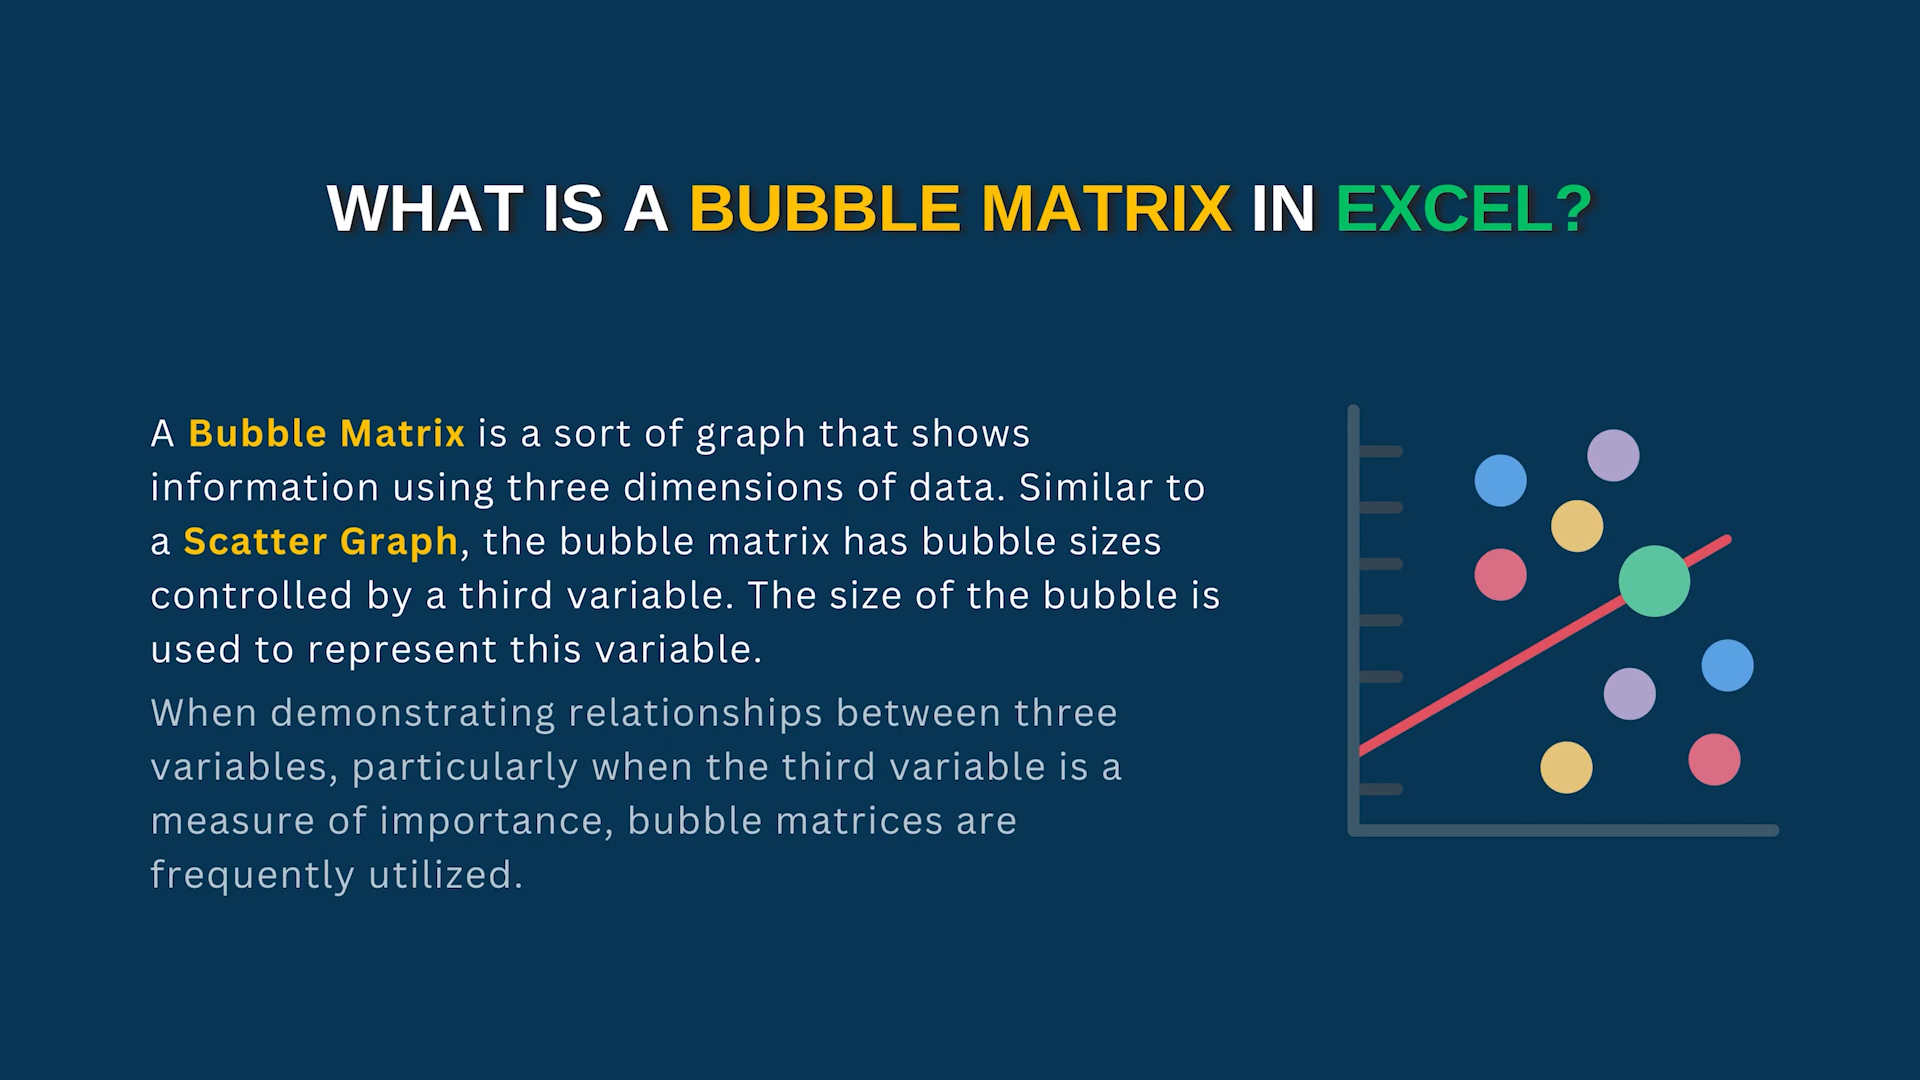 WHAT IS A BUBBLE MATRIX IN EXCEL?
A Bubble Matrix is a sort of graph that shows
information using three dimensions of data. Similar to
a Scatter Graph, the bubble matrix has bubble sizes
controlled by a third variable. The size of the bubble is
used to represent this variable.
When demonstrating relationships between three
variables, particularly when the third variable is a
measure of importance, bubble matrices are
frequently utilized.